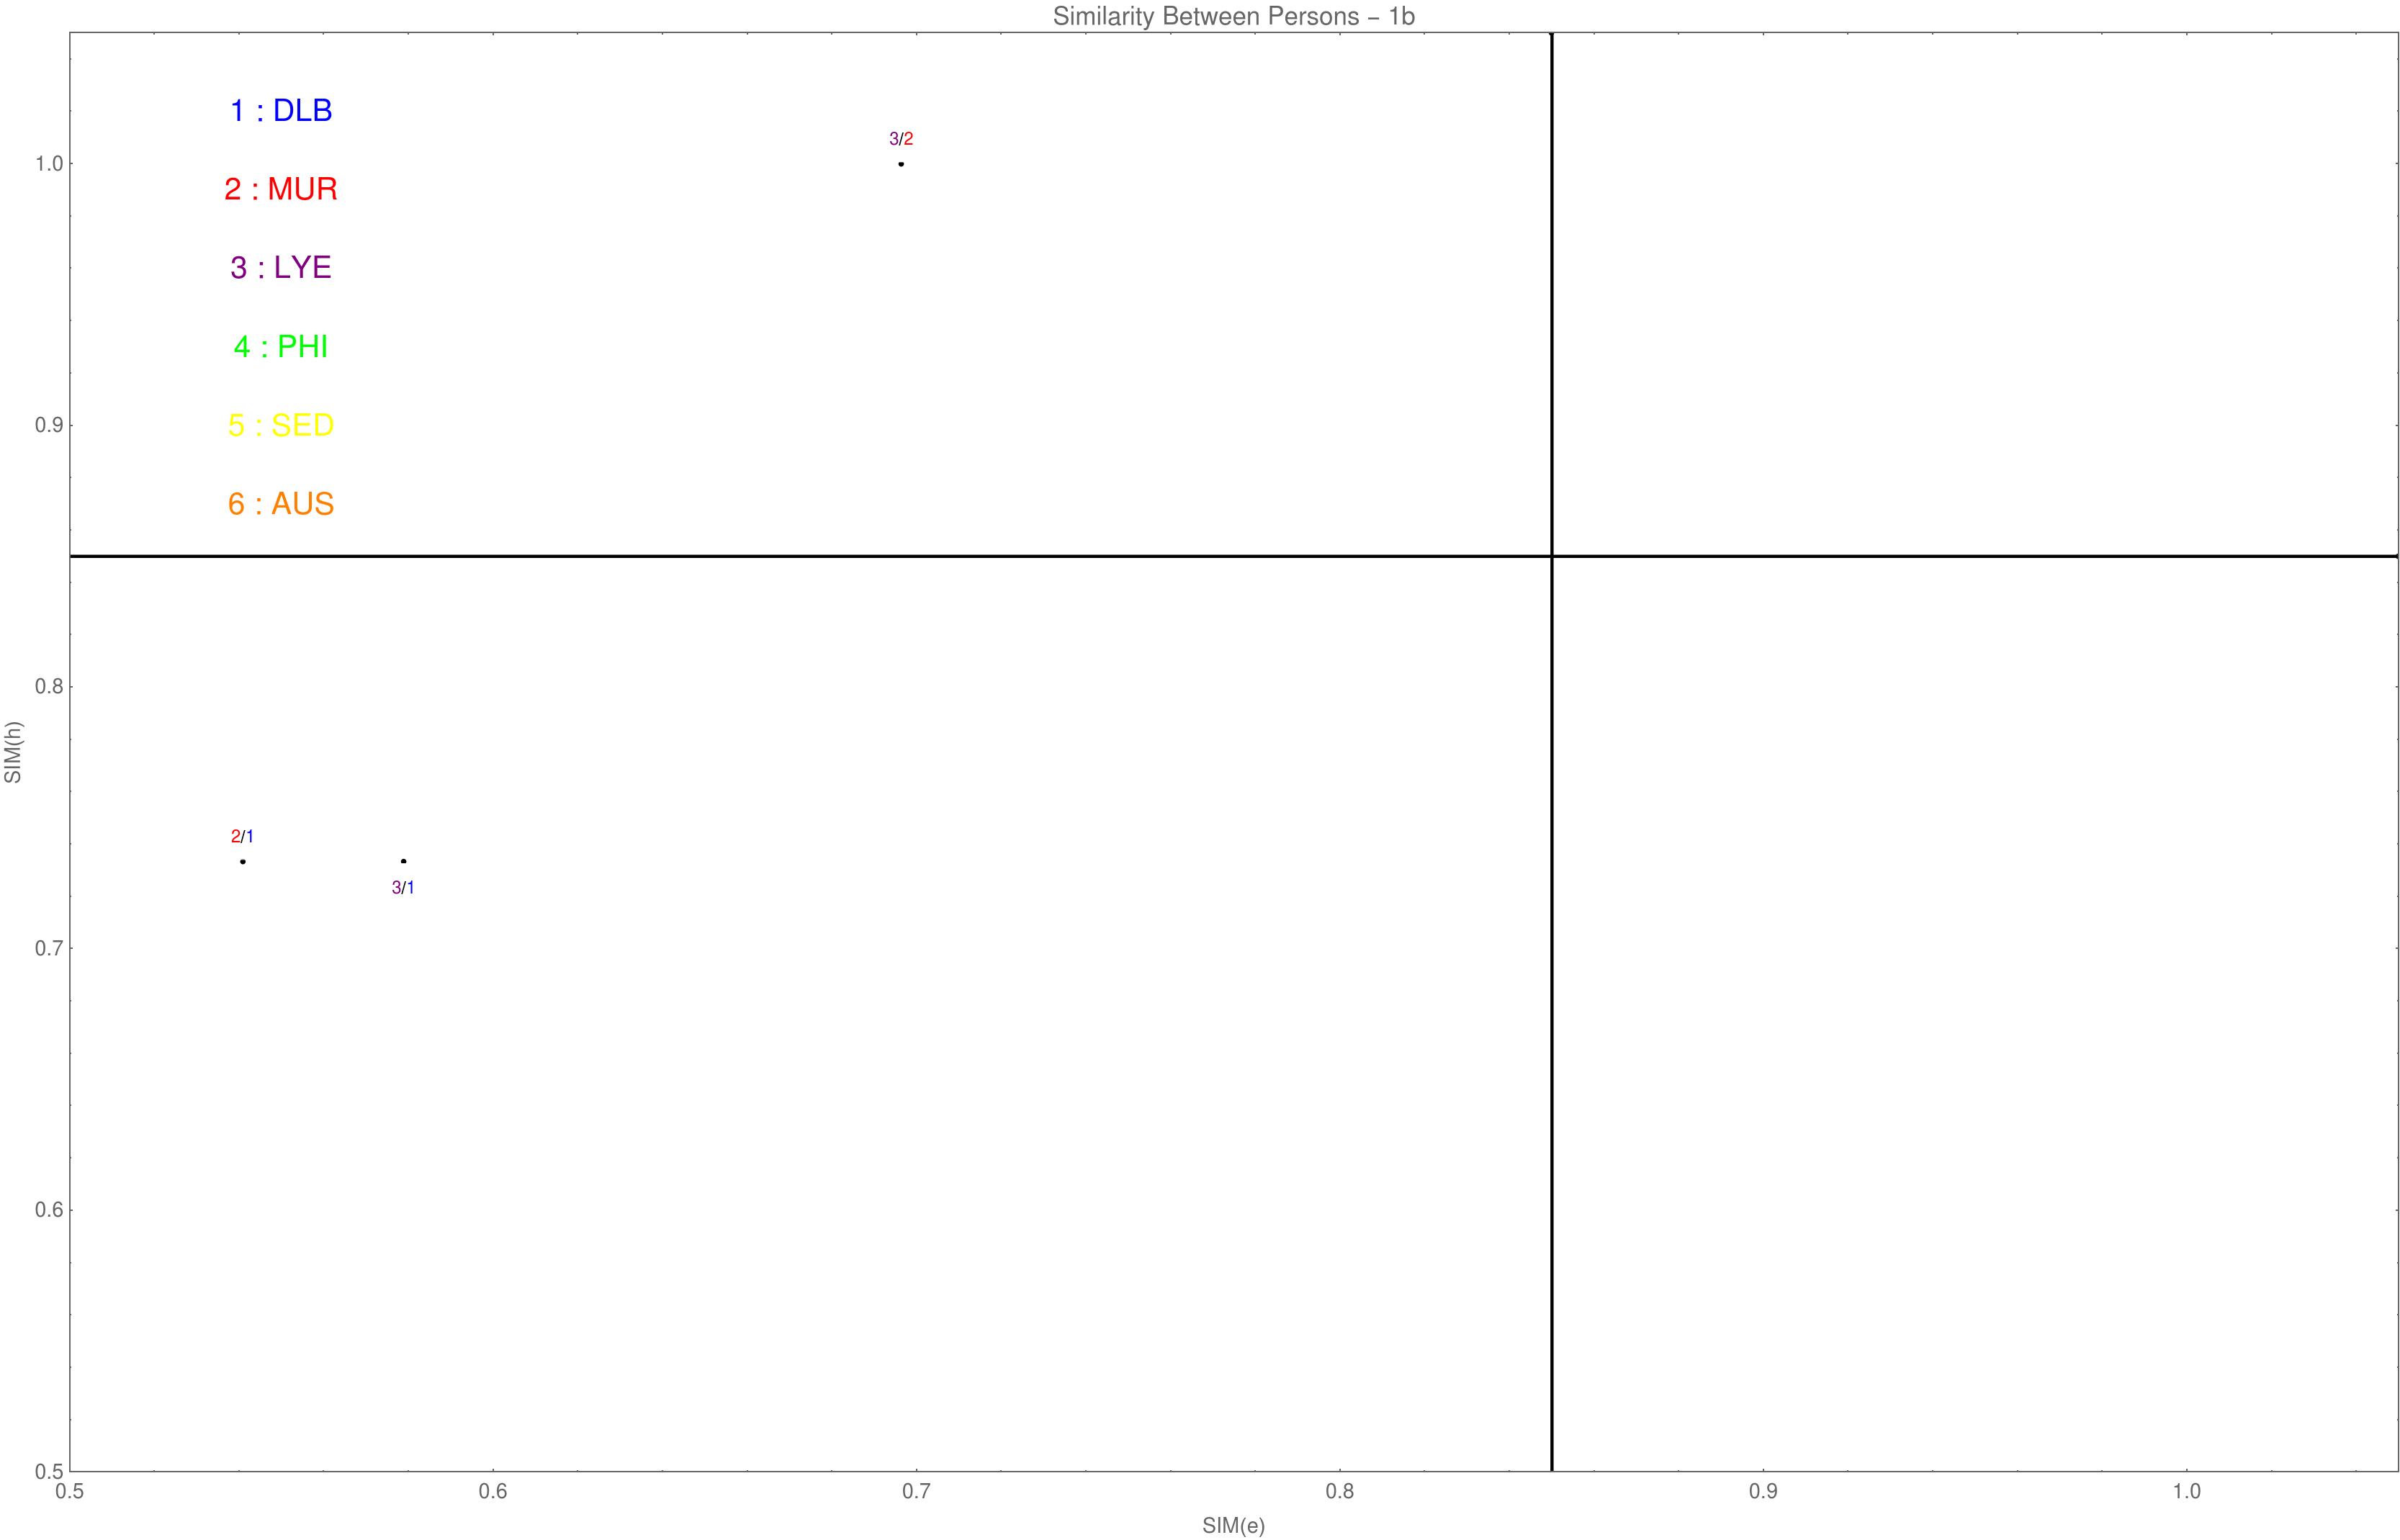 Similarity Between Persons − 1b
1 : DLB
3/2
1.0
2 : MUR
3 : LYE
4 : PHI
0.9
5 : SED
6 : AUS
0.8
SIM(h)
2/1
3/1
0.7
0.6
0.5
0.5 0.6 0.7 0.8 0.9 1.0
SIM(e)